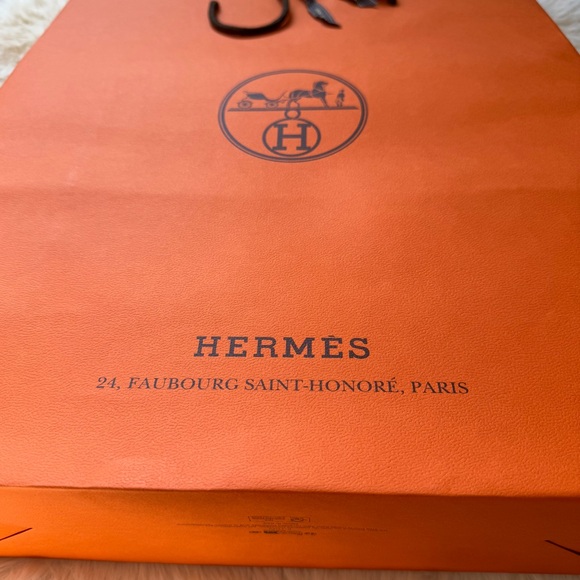 H
HERMÈS
24, FAUBOURG SAINT-HONORÉ, PARIS